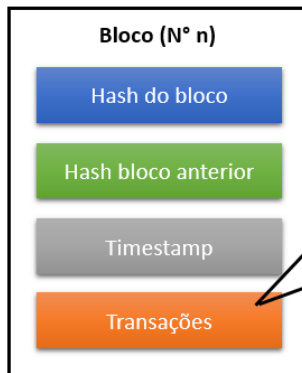 Bloco (N° n)
Hash do bloco
Hash bloco anterior
Timestamp
Transações